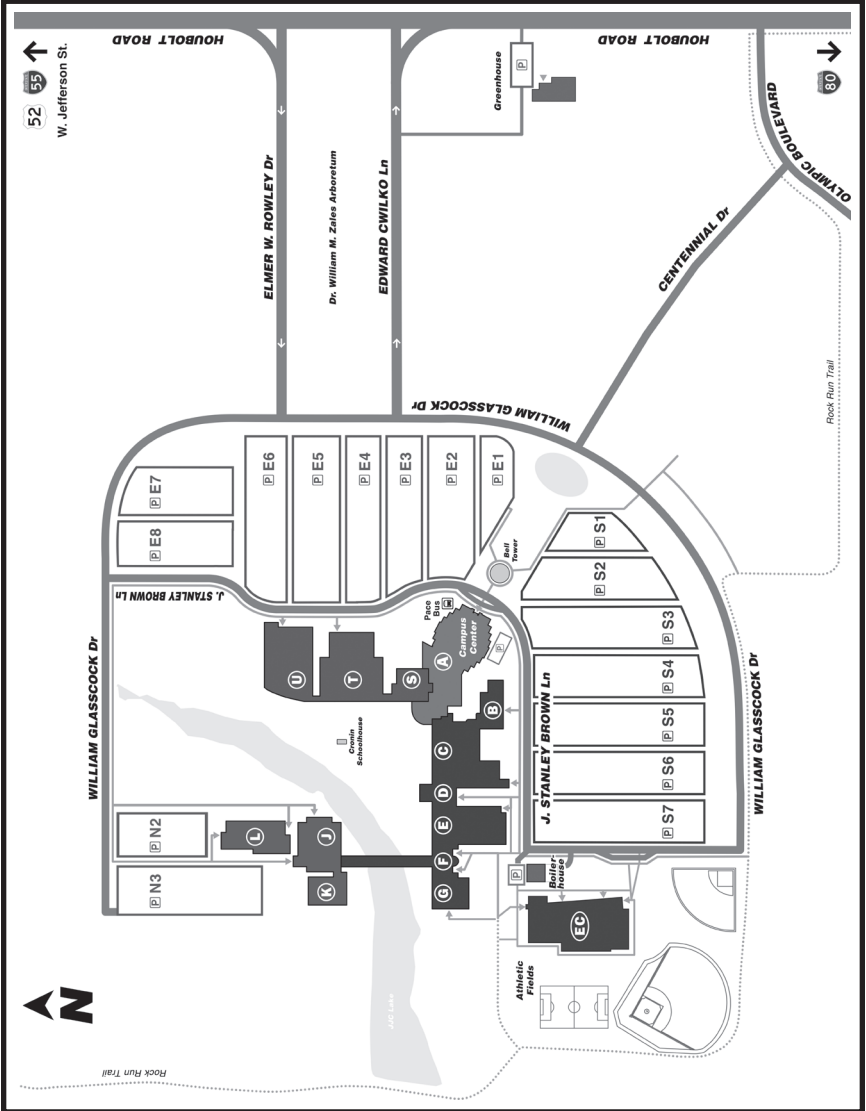 HOUBOLT ROAD
HOUBOLT ROAD
55
52
W. Jefferson St.
80
Greenhouse
P
ELMER W. ROWLEY Dr
Dr. William M. Zales Arboretum
EDWARD CWILKO Ln
OLYMPIC BOULEVARD
CENTENNIAL Dr
Rock Run Trail
WILLIAM GLASSCOCK Dr
P E7
P E8
P E6
P E5
P E4
P E3
P E2
P E1
P S1
P S2
P S3
P S4
P S5
P S6
P S7
Bell
Tower
J. STANLEY BROWN Ln
Pace
Bus
Campus
Center
P
U
T
S
A
B
C
D
E
F
G
J. STANLEY BROWN Ln
WILLIAM GLASSCOCK Dr
WILLIAM GLASSCOCK Dr
Cronin
Schoolhouse
P N2
P N3
L
J
K
P
Boiler-
house
EC
Athletic
Fields
JJC Lake
N
Rock Run Trail